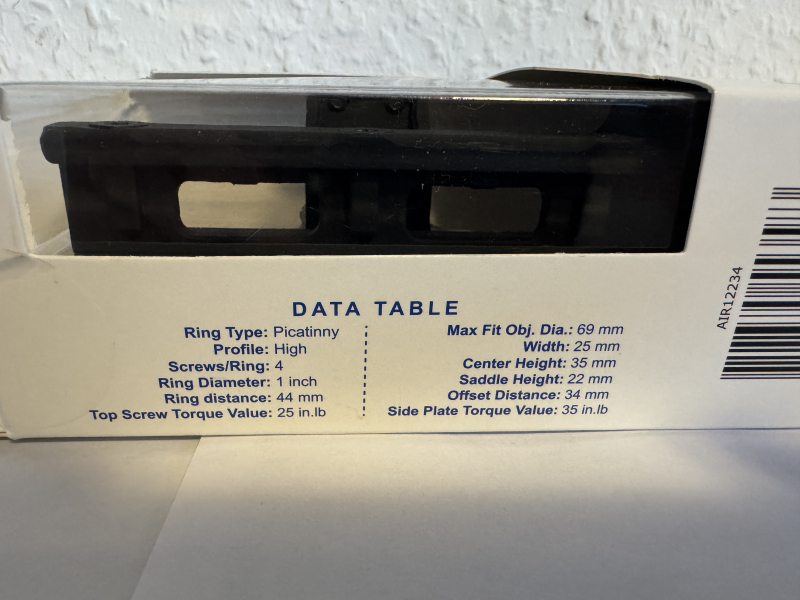 DATA TABLE
Ring Type: Picatinny
Profile: High
Screws/Ring: 4
Ring Diameter: 1 inch
Ring distance: 44 mm
Top Screw Torque Value: 25 in.lb
Max Fit Obj. Dia.: 69 mm
Width: 25 mm
Center Height: 35 mm
Saddle Height: 22 mm
Offset Distance: 34 mm
Side Plate Torque Value: 35 in.lb
AIR12234